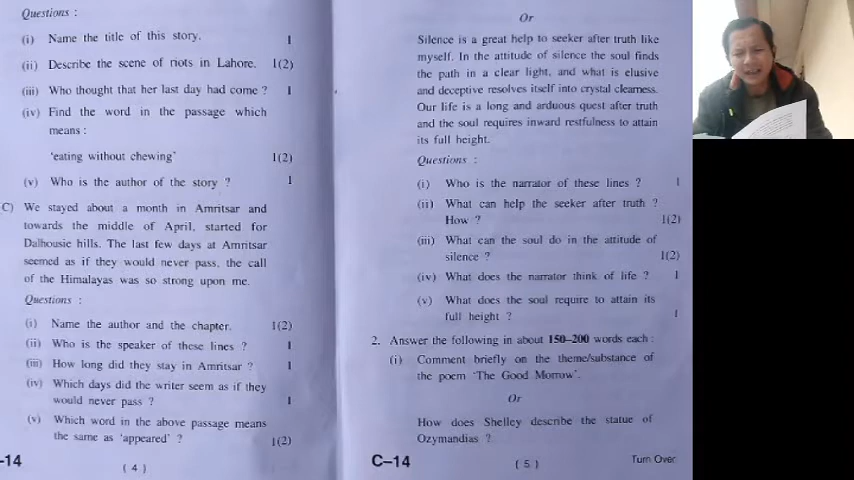 Questions :
(i) Name the title of this story. 1
(ii) Describe the scene of riots in Lahore. 1(2)
(iii) Who thought that her last day had come ? 1
(iv) Find the word in the passage which
means :
'eating without chewing' 1(2)
(v) Who is the author of the story ? 1
C) We stayed about a month in Amritsar and
towards the middle of April, started for
Dalhousie hills. The last few days at Amritsar
seemed as if they would never pass, the call
of the Himalayas was so strong upon me.
Questions :
(i) Name the author and the chapter. 1(2)
(ii) Who is the speaker of these lines ? 1
(iii) How long did they stay in Amritsar ? 1
(iv) Which days did the writer seem as if they
would never pass ? 1
(v) Which word in the above passage means
the same as 'appeared' ? 1(2)
-14
( 4 )
Or
Silence is a great help to seeker after truth like
myself. In the attitude of silence the soul finds
the path in a clear light, and what is elusive
and deceptive resolves itself into crystal clearness.
Our life is a long and arduous quest after truth
and the soul requires inward restfulness to attain
its full height.
Questions :
(i) Who is the narrator of these lines ? 1
(ii) What can help the seeker after truth ?
How ? 1(2)
(iii) What can the soul do in the attitude of
silence ? 1(2)
(iv) What does the narrator think of life ? 1
(v) What does the soul require to attain its
full height ? 1
2. Answer the following in about 150–200 words each :
(i) Comment briefly on the theme/substance of
the poem 'The Good Morrow'.
Or
How does Shelley describe the statue of
Ozymandias ?
C–14
( 5 )
Turn Over